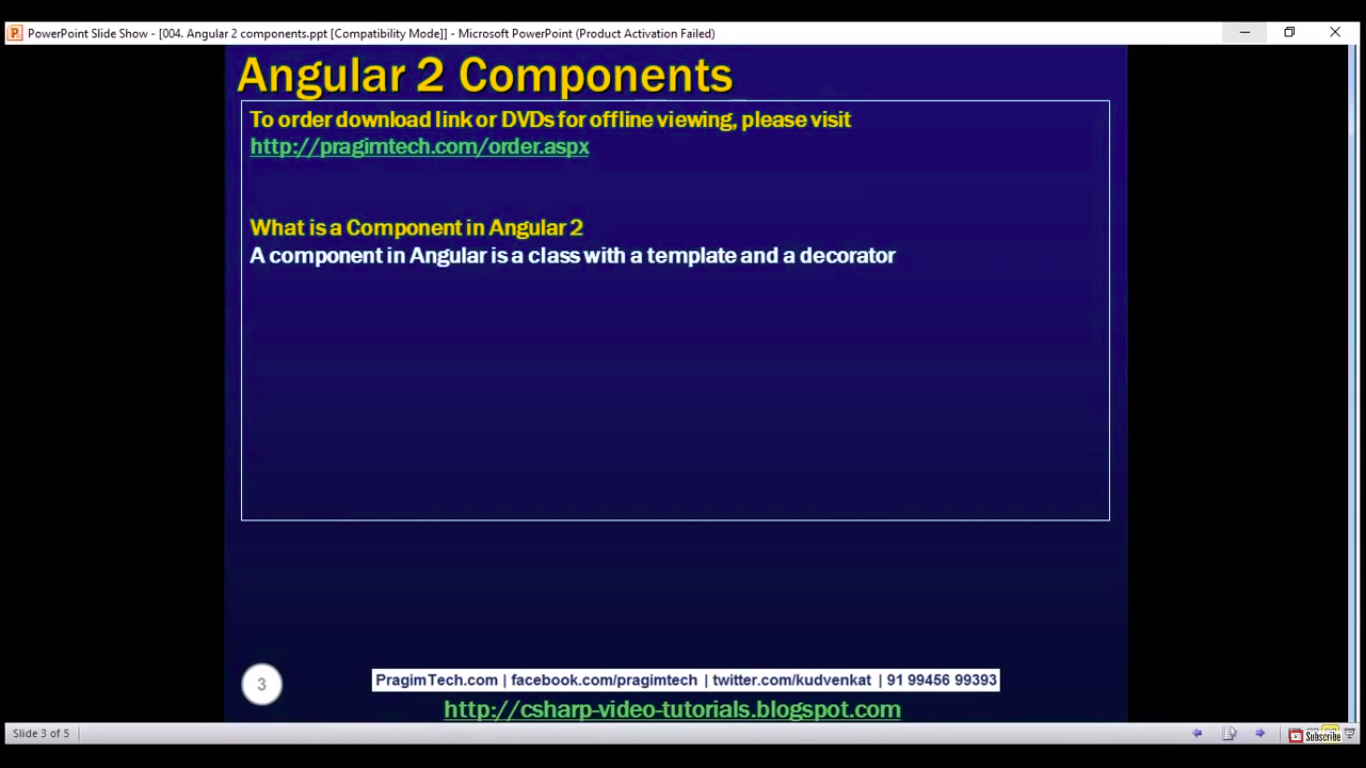 PowerPoint Slide Show - [004. Angular 2 components.ppt [Compatibility Mode]] - Microsoft PowerPoint (Product Activation Failed)
Angular 2 Components
To order download link or DVDs for offline viewing, please visit
http://pragimtech.com/order.aspx
What is a Component in Angular 2
A component in Angular is a class with a template and a decorator
3
PragimTech.com | facebook.com/pragimtech | twitter.com/kudvenkat | 91 99456 99393
http://csharp-video-tutorials.blogspot.com
Slide 3 of 5
Subscribe